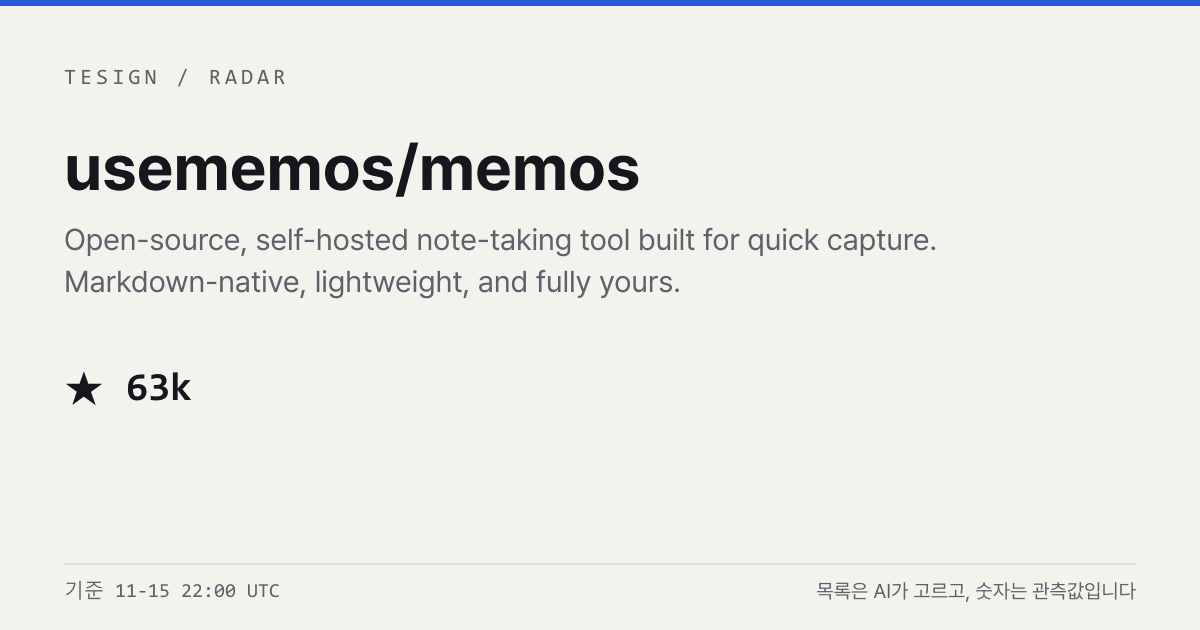 TESIGN / RADAR
usememos/memos
Open-source, self-hosted note-taking tool built for quick capture.
Markdown-native, lightweight, and fully yours.
★ 63k
기준 11-15 22:00 UTC
목록은 AI가 고르고, 숫자는 관측값입니다